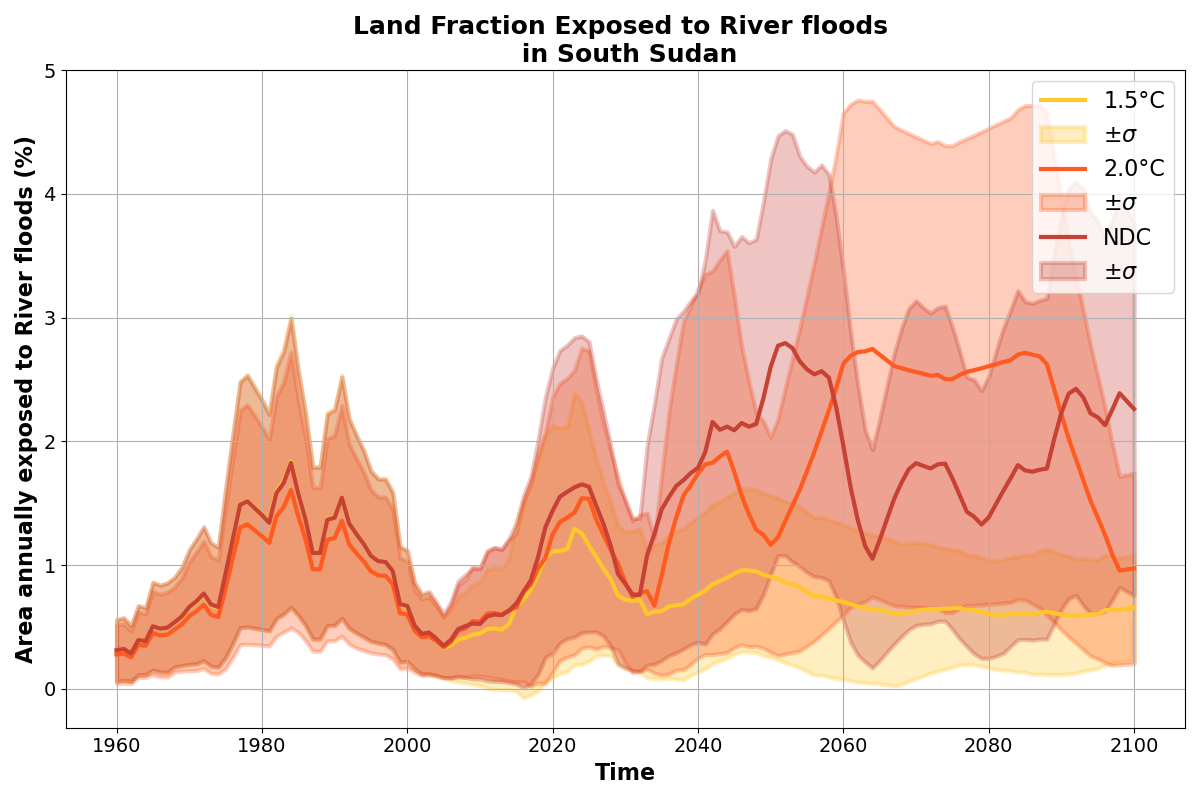 Land Fraction Exposed to River floods
in South Sudan
Area annually exposed to River floods (%)
5
4
3
2
1
0
1.5°C
±σ
2.0°C
±σ
NDC
±σ
1960
1980
2000
2020
2040
2060
2080
2100
Time